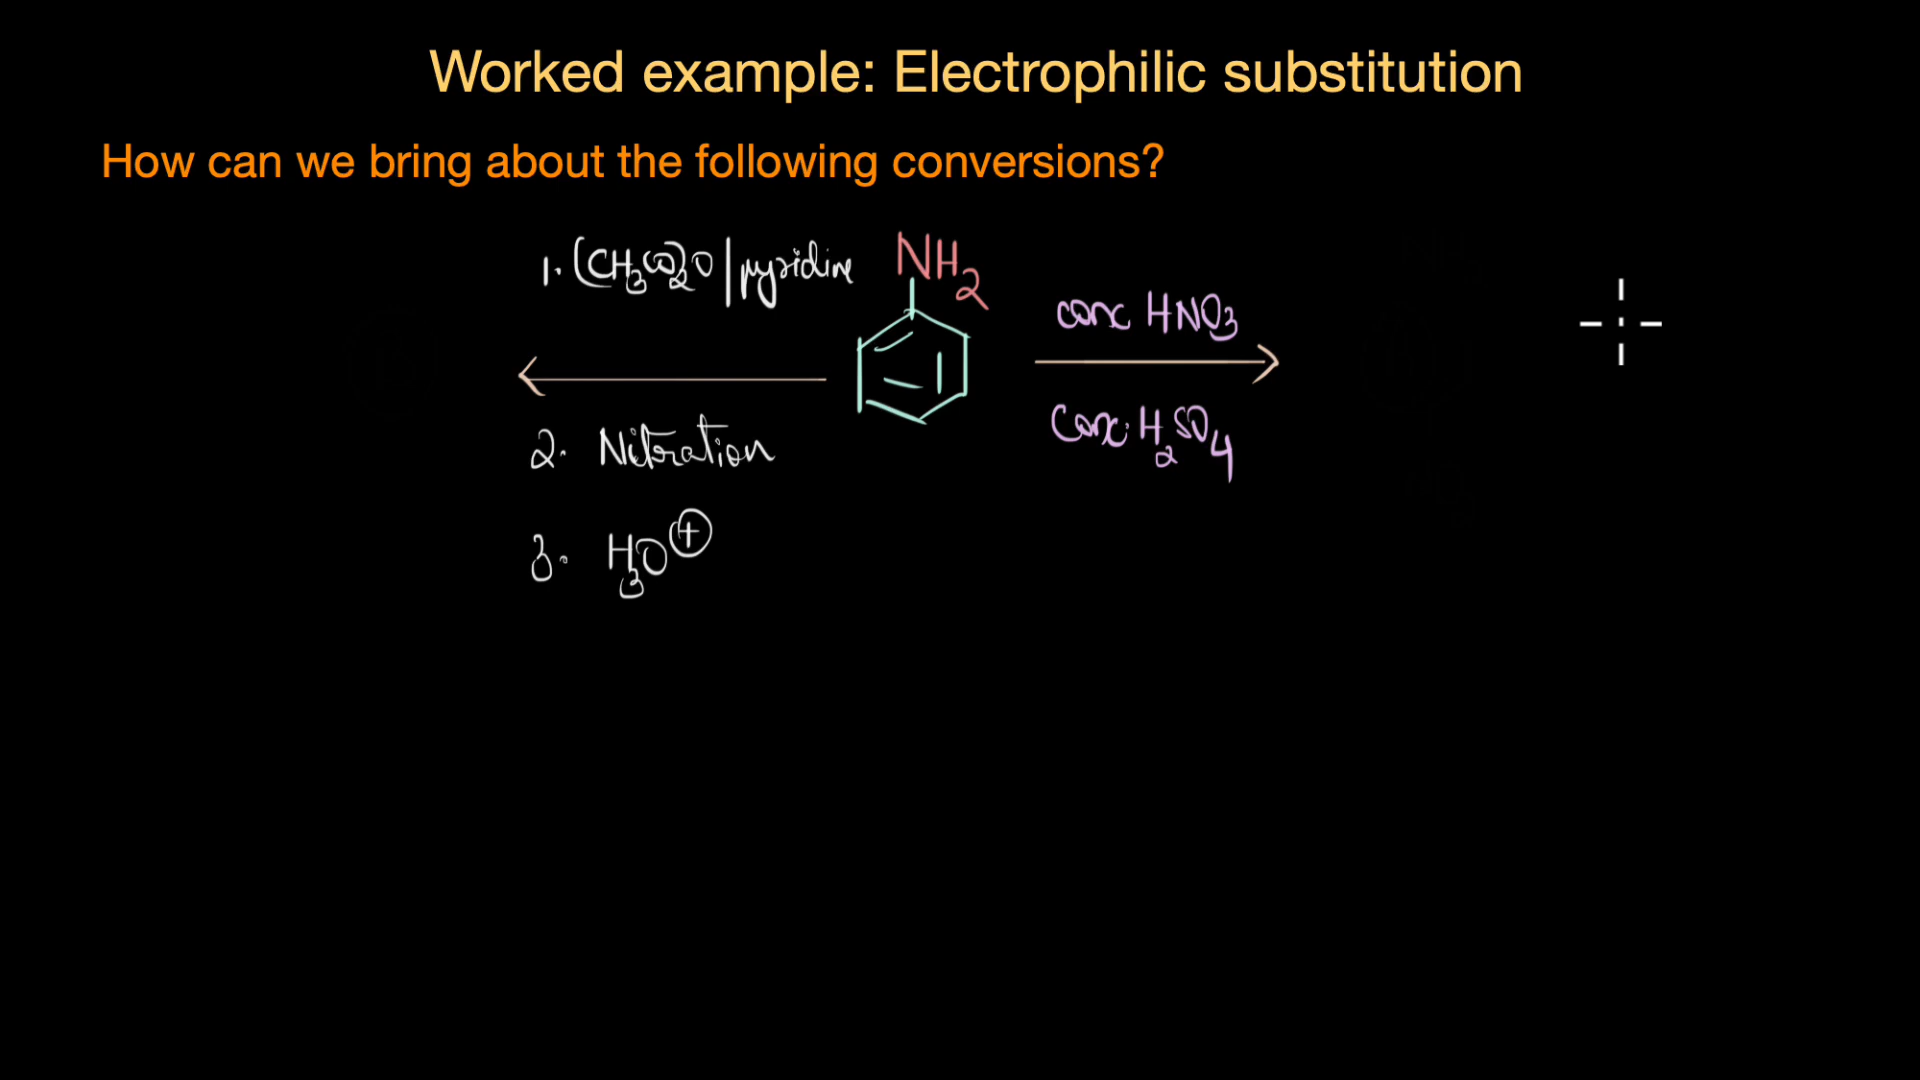 Worked example: Electrophilic substitution
How can we bring about the following conversions?
1. (CH₃CO)₂O | pyridine
NH₂
conc HNO₃
Conc. H₂SO₄
2. Nitration
3. H₃O⊕